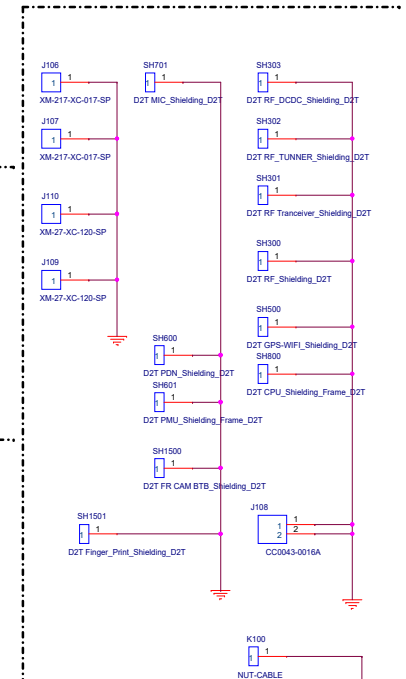 J106
1
1
XM-217-XC-017-SP
J107
1
1
XM-217-XC-017-SP
J110
1
1
XM-27-XC-120-SP
J109
1
1
XM-27-XC-120-SP
SH701
1
1
D2T MIC_Shielding_D2T
SH600
1
1
D2T PDN_Shielding_D2T
SH601
1
1
D2T PMU_Shielding_Frame_D2T
SH1500
1
1
D2T FR CAM BTB_Shielding_D2T
SH1501
1
1
D2T Finger_Print_Shielding_D2T
SH303
1
1
D2T RF_DCDC_Shielding_D2T
SH302
1
1
D2T RF_TUNNER_Shielding_D2T
SH301
1
1
D2T RF Tranceiver_Shielding_D2T
SH300
1
1
D2T RF_Shielding_D2T
SH500
1
1
D2T GPS-WIFI_Shielding_D2T
SH800
1
1
D2T CPU_Shielding_Frame_D2T
J108
1 1
2 2
CC0043-0016A
K100
1
1
NUT-CABLE